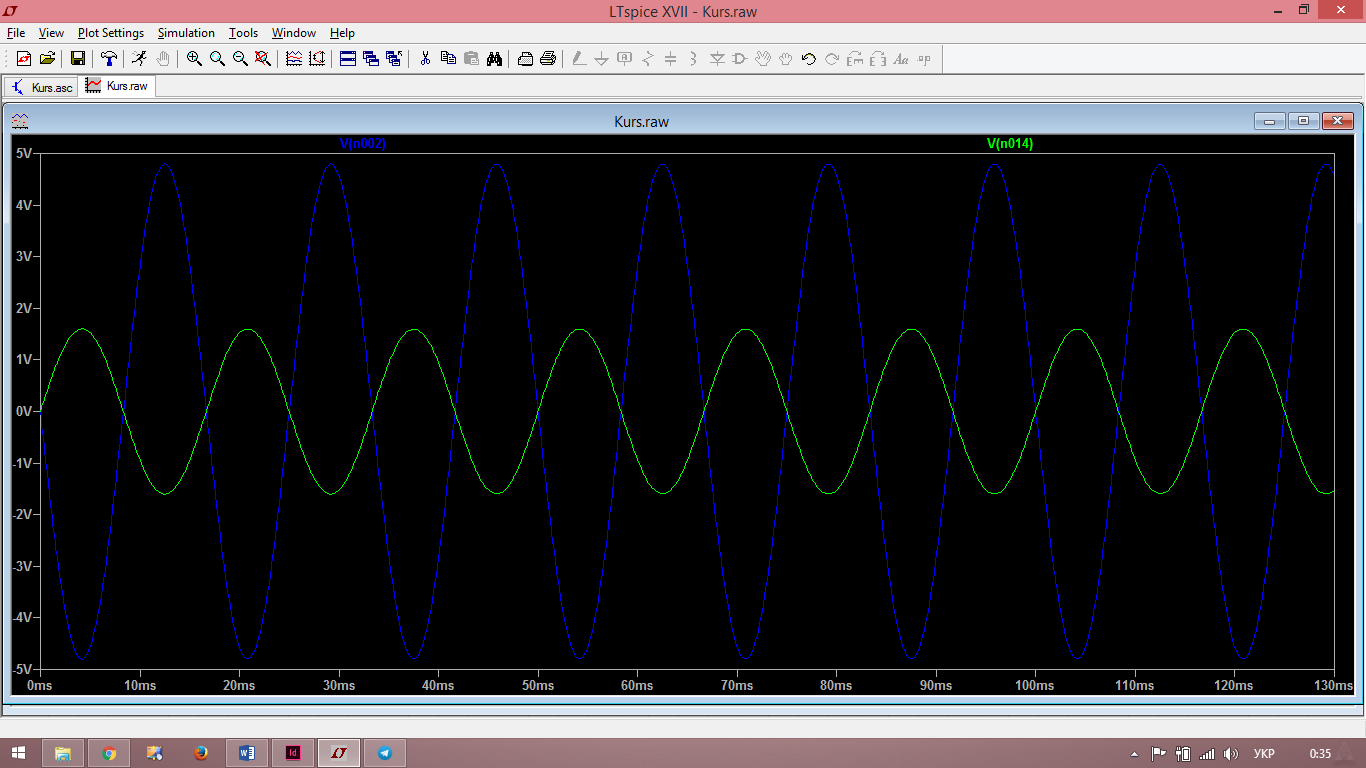 LTspice XVII - Kurs.raw
File View Plot Settings Simulation Tools Window Help
Kurs.asc Kurs.raw
Kurs.raw
V(n002) V(n014)
5V
4V
3V
2V
1V
0V
-1V
-2V
-3V
-4V
-5V
0ms 10ms 20ms 30ms 40ms 50ms 60ms 70ms 80ms 90ms 100ms 110ms 120ms 130ms
УКР 0:35